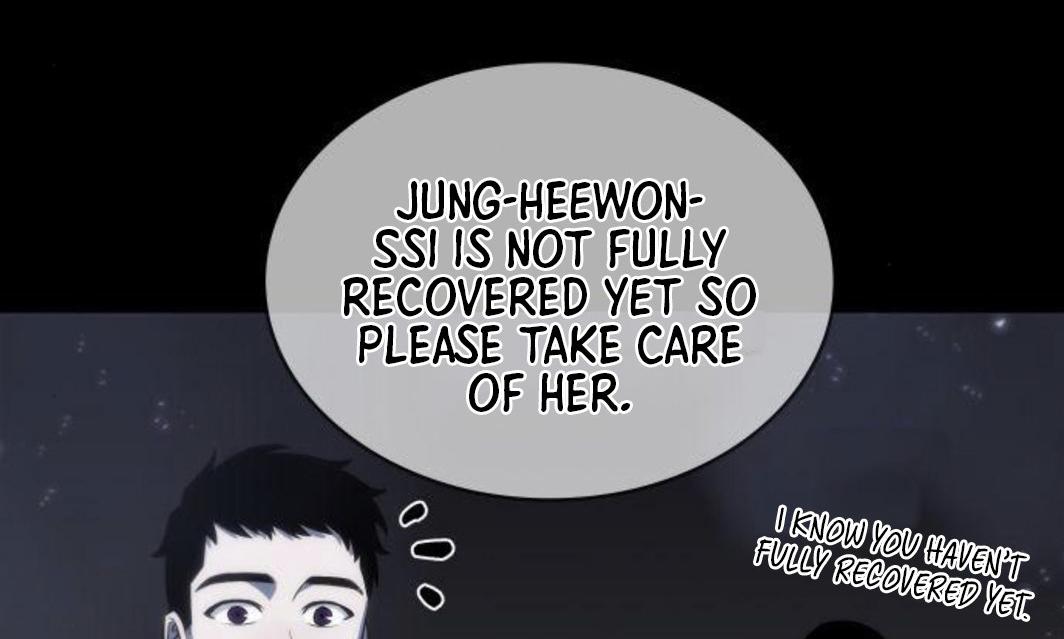 JUNG-HEEWON-
SSI IS NOT FULLY
RECOVERED YET SO
PLEASE TAKE CARE
OF HER.
I KNOW YOU HAVEN'T
FULLY RECOVERED YET.